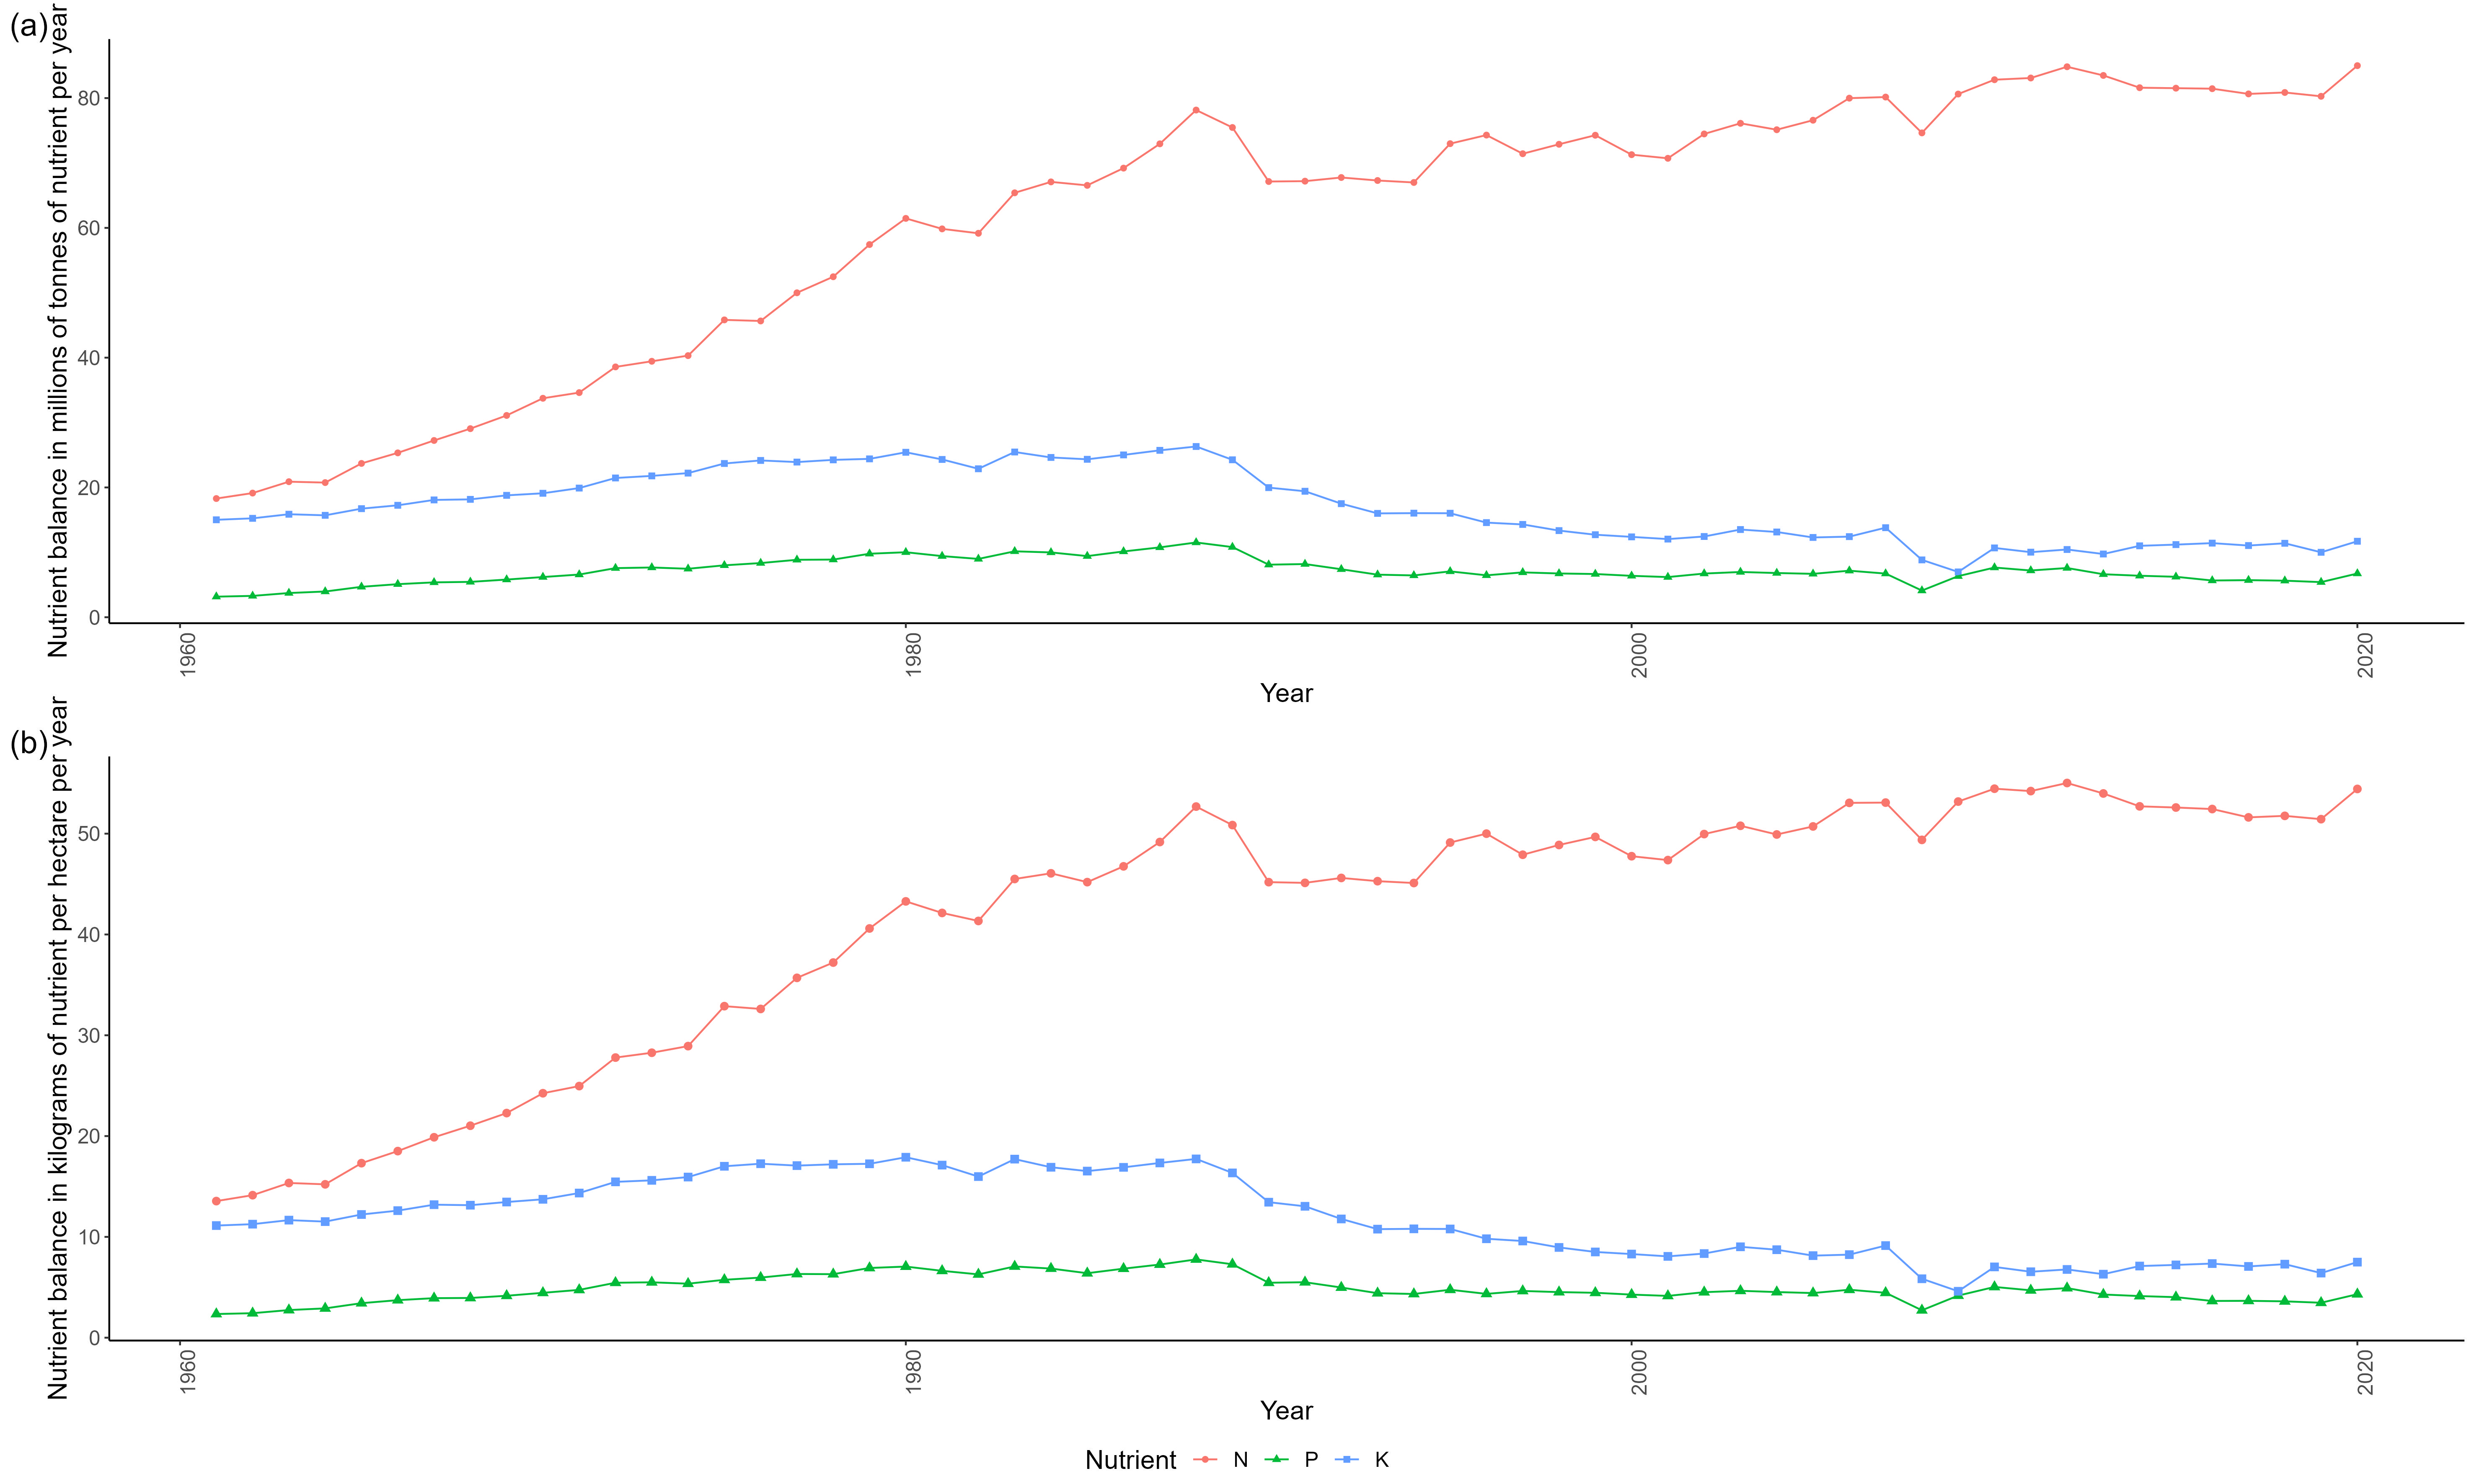 (a)
Nutrient balance in millions of tonnes of nutrient per year
80
60
40
20
0
1960
1980
2000
2020
Year
(b)
Nutrient balance in kilograms of nutrient per hectare per year
50
40
30
20
10
0
1960
1980
2000
2020
Year
Nutrient N P K